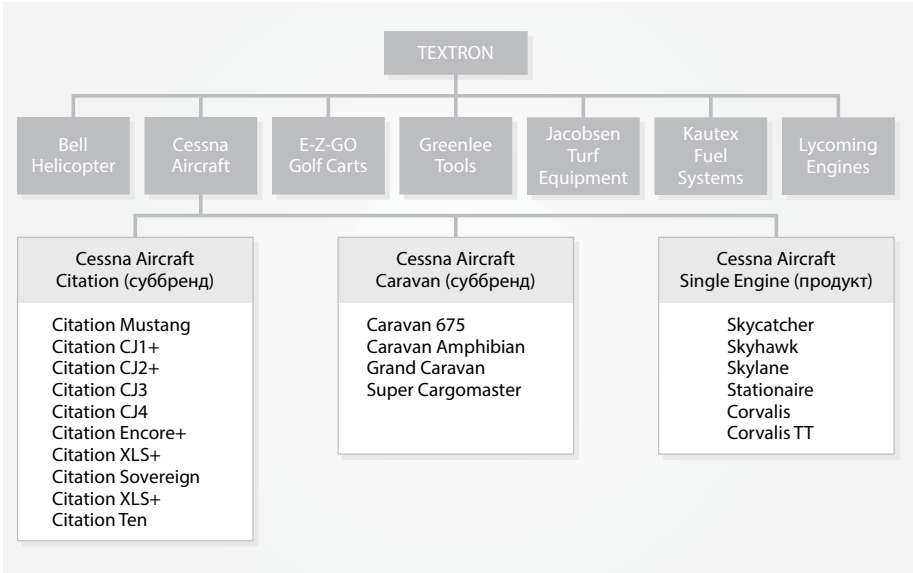 TEXTRON
Bell
Helicopter
Cessna
Aircraft
E-Z-GO
Golf Carts
Greenlee
Tools
Jacobsen
Turf
Equipment
Kautex
Fuel
Systems
Lycoming
Engines
Cessna Aircraft
Citation (суббренд)
Citation Mustang
Citation CJ1+
Citation CJ2+
Citation CJ3
Citation CJ4
Citation Encore+
Citation XLS+
Citation Sovereign
Citation XLS+
Citation Ten
Cessna Aircraft
Caravan (суббренд)
Caravan 675
Caravan Amphibian
Grand Caravan
Super Cargomaster
Cessna Aircraft
Single Engine (продукт)
Skycatcher
Skyhawk
Skylane
Stationaire
Corvalis
Corvalis TT